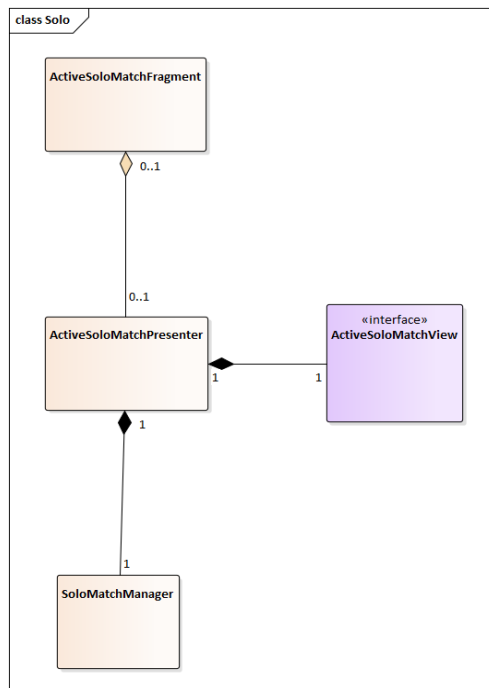 class Solo
ActiveSoloMatchFragment
0..1
0..1
ActiveSoloMatchPresenter
«interface»
ActiveSoloMatchView
1
1
1
1
SoloMatchManager